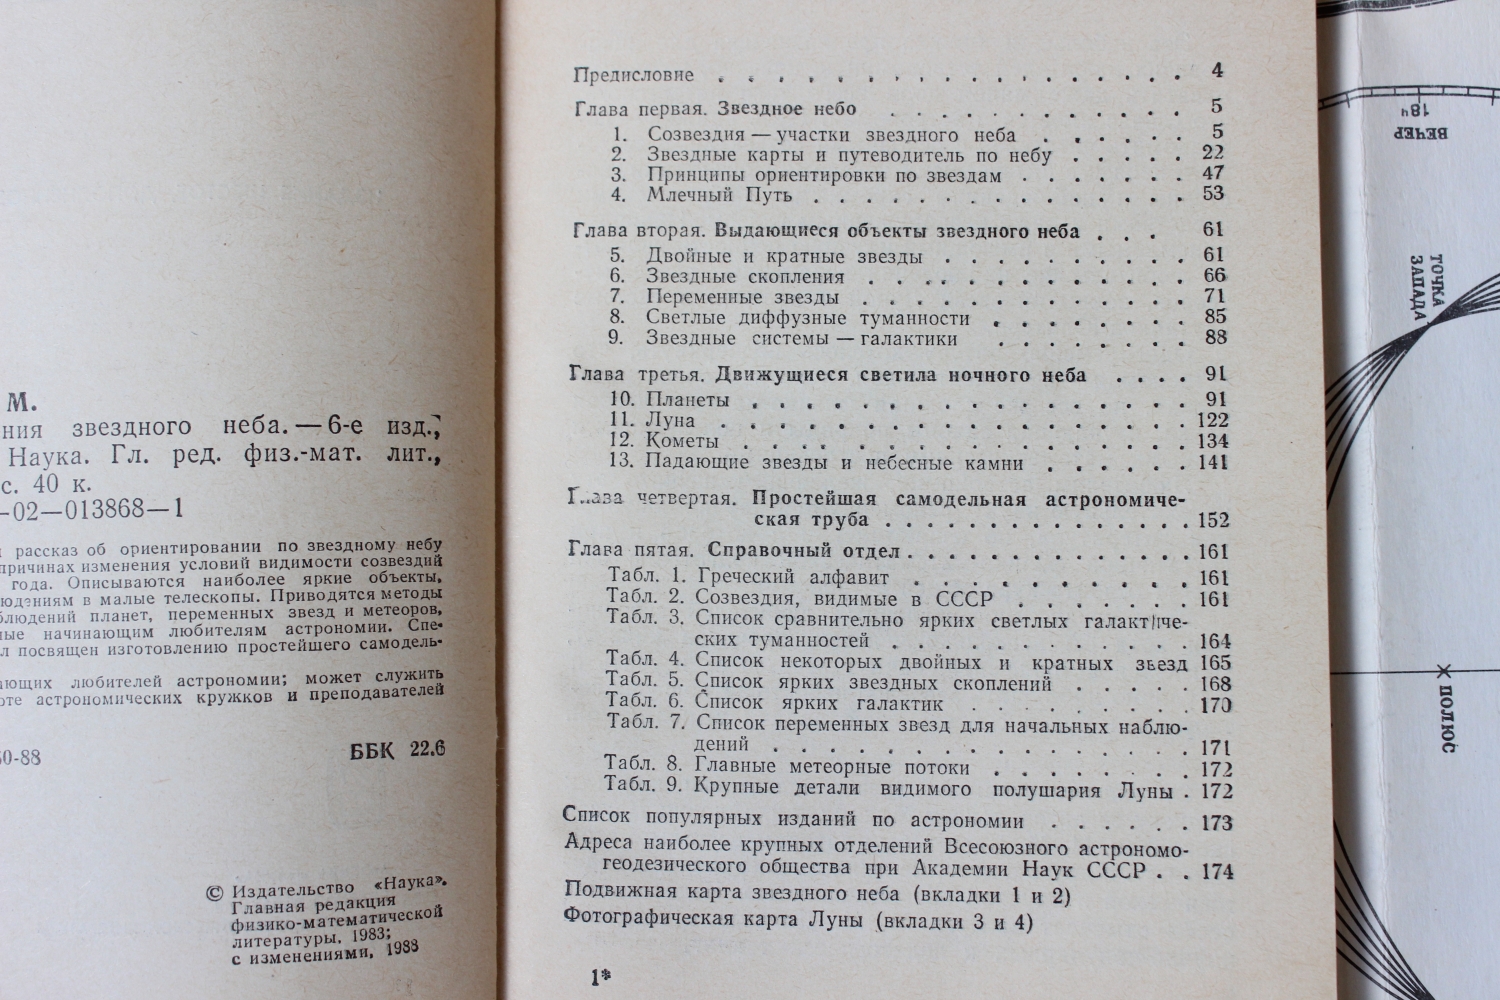 М.
ния звездного неба. — 6-е изд.,
Наука. Гл. ред. физ.-мат. лит.,
с. 40 к.
—02—013868—1
рассказ об ориентировании по звездному небу
причинах изменения условий видимости созвездий
года. Описываются наиболее яркие объекты,
юдениям в малые телескопы. Приводятся методы
блюдений планет, переменных звезд и метеоров,
ные начинающим любителям астрономии. Спе-
л посвящен изготовлению простейшего самодель-
ающих любителей астрономии; может служить
оте астрономических кружков и преподавателей
0-88 ББК 22.6
© Издательство «Наука».
Главная редакция
физико-математической
литературы, 1983;
с изменениями, 1988
Предисловие . . . . . . . . . . . . . . . . . . 4
Глава первая. Звездное небо . . . . . . . . . . . . 5
1. Созвездия — участки звездного неба . . . . . . 5
2. Звездные карты и путеводитель по небу . . . . . 22
3. Принципы ориентировки по звездам . . . . . . . 47
4. Млечный Путь . . . . . . . . . . . . . . 53
Глава вторая. Выдающиеся объекты звездного неба . . . 61
5. Двойные и кратные звезды . . . . . . . . . . 61
6. Звездные скопления . . . . . . . . . . . . . 66
7. Переменные звезды . . . . . . . . . . . . . 71
8. Светлые диффузные туманности . . . . . . . . 85
9. Звездные системы — галактики . . . . . . . . 88
Глава третья. Движущиеся светила ночного неба . . . . 91
10. Планеты . . . . . . . . . . . . . . . . . 91
11. Луна . . . . . . . . . . . . . . . . . . 122
12. Кометы . . . . . . . . . . . . . . . . . 134
13. Падающие звезды и небесные камни . . . . . . 141
Глава четвертая. Простейшая самодельная астрономиче-
ская труба . . . . . . . . . . . . . . 152
Глава пятая. Справочный отдел . . . . . . . . . . . . . 161
Табл. 1. Греческий алфавит . . . . . . . . . . 161
Табл. 2. Созвездия, видимые в СССР . . . . . . . 161
Табл. 3. Список сравнительно ярких светлых галактиче-
ских туманностей . . . . . . . . . . . 164
Табл. 4. Список некоторых двойных и кратных звезд 165
Табл. 5. Список ярких звездных скоплений . . . . . 168
Табл. 6. Список ярких галактик . . . . . . . . . 170
Табл. 7. Список переменных звезд для начальных наблю-
дений . . . . . . . . . . . . . . . . 171
Табл. 8. Главные метеорные потоки . . . . . . . . 172
Табл. 9. Крупные детали видимого полушария Луны . 172
Список популярных изданий по астрономии . . . . . . 173
Адреса наиболее крупных отделений Всесоюзного астрономо-
геодезического общества при Академии Наук СССР . . 174
Подвижная карта звездного неба (вкладки 1 и 2)
Фотографическая карта Луны (вкладки 3 и 4)
1*
18ч
ВЕЧЕР
ТОЧКА
ЗАПАДА
ПОЛЮС